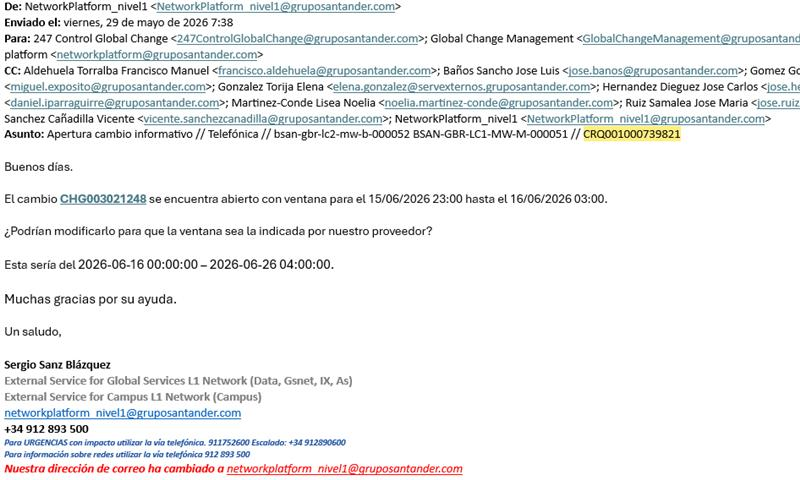 De: NetworkPlatform_nivel1 <NetworkPlatform_nivel1@gruposantander.com>
Enviado el: viernes, 29 de mayo de 2026 7:38
Para: 247 Control Global Change <247ControlGlobalChange@gruposantander.com>; Global Change Management <GlobalChangeManagement@gruposantand
platform <networkplatform@gruposantander.com>
CC: Aldehuela Torralba Francisco Manuel <francisco.aldehuela@gruposantander.com>; Baños Sancho Jose Luis <jose.banos@gruposantander.com>; Gomez Go
<miguel.exposito@gruposantander.com>; Gonzalez Torija Elena <elena.gonzalez@servexternos.gruposantander.com>; Hernandez Dieguez Jose Carlos <jose.he
<daniel.iparraguirre@gruposantander.com>; Martinez-Conde Lisea Noelia <noelia.martinez-conde@gruposantander.com>; Ruiz Samalea Jose Maria <jose.ruiz
Sanchez Cañadilla Vicente <vicente.sanchezcanadilla@gruposantander.com>; NetworkPlatform_nivel1 <NetworkPlatform_nivel1@gruposantander.com>
Asunto: Apertura cambio informativo // Telefónica // bsan-gbr-lc2-mw-b-000052 BSAN-GBR-LC1-MW-M-000051 // CRQ001000739821
Buenos días.
El cambio CHG003021248 se encuentra abierto con ventana para el 15/06/2026 23:00 hasta el 16/06/2026 03:00.
¿Podrían modificarlo para que la ventana sea la indicada por nuestro proveedor?
Esta sería del 2026-06-16 00:00:00 – 2026-06-26 04:00:00.
Muchas gracias por su ayuda.
Un saludo,
Sergio Sanz Blázquez
External Service for Global Services L1 Network (Data, Gsnet, IX, As)
External Service for Campus L1 Network (Campus)
networkplatform_nivel1@gruposantander.com
+34 912 893 500
Para URGENCIAS con impacto utilizar la vía telefónica. 911752600 Escalado: +34 912890600
Para información sobre redes utilizar la vía telefónica 912 893 500
Nuestra dirección de correo ha cambiado a networkplatform_nivel1@gruposantander.com